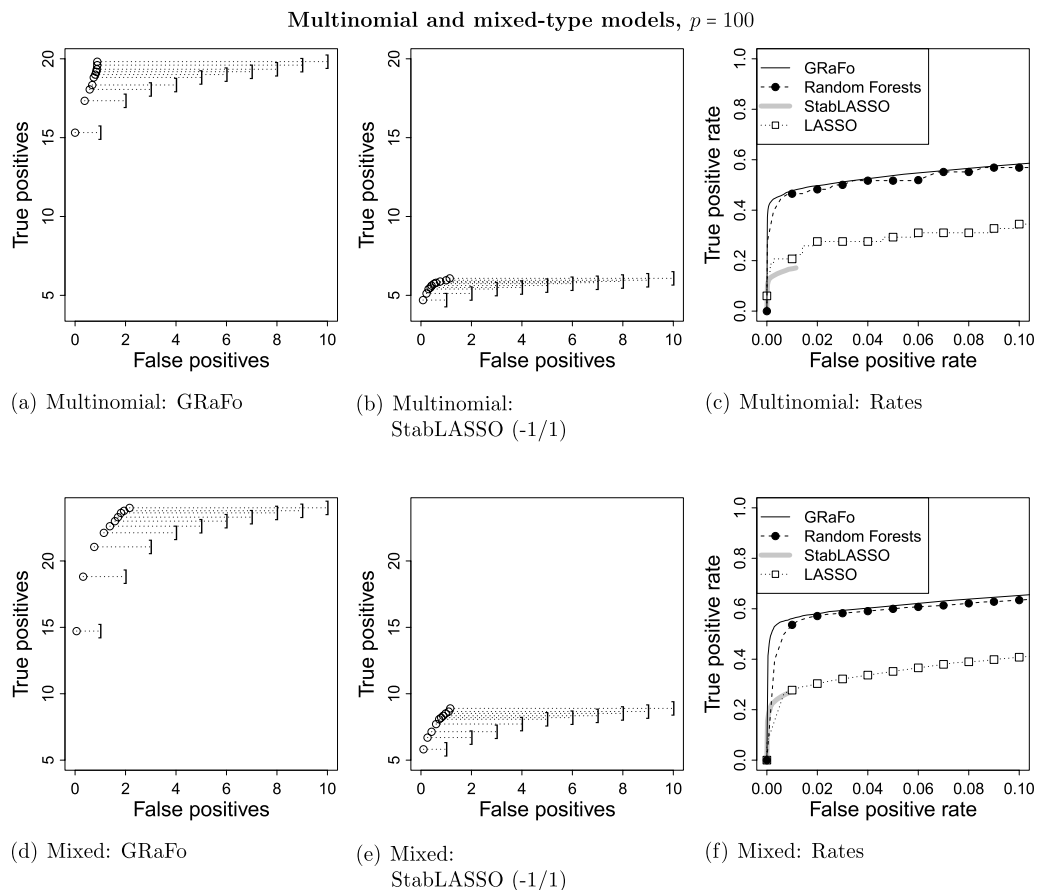 Multinomial and mixed-type models, p = 100
True positives
20
15
10
5
0 2 4 6 8 10
False positives
(a) Multinomial: GRaFo
True positives
20
15
10
5
0 2 4 6 8 10
False positives
(b) Multinomial:
StabLASSO (-1/1)
True positive rate
1.0
0.8
0.6
0.4
0.2
0.0
GRaFo
Random Forests
StabLASSO
LASSO
0.00 0.02 0.04 0.06 0.08 0.10
False positive rate
(c) Multinomial: Rates
True positives
20
15
10
5
0 2 4 6 8 10
False positives
(d) Mixed: GRaFo
True positives
20
15
10
5
0 2 4 6 8 10
False positives
(e) Mixed:
StabLASSO (-1/1)
True positive rate
1.0
0.8
0.6
0.4
0.2
0.0
GRaFo
Random Forests
StabLASSO
LASSO
0.00 0.02 0.04 0.06 0.08 0.10
False positive rate
(f) Mixed: Rates